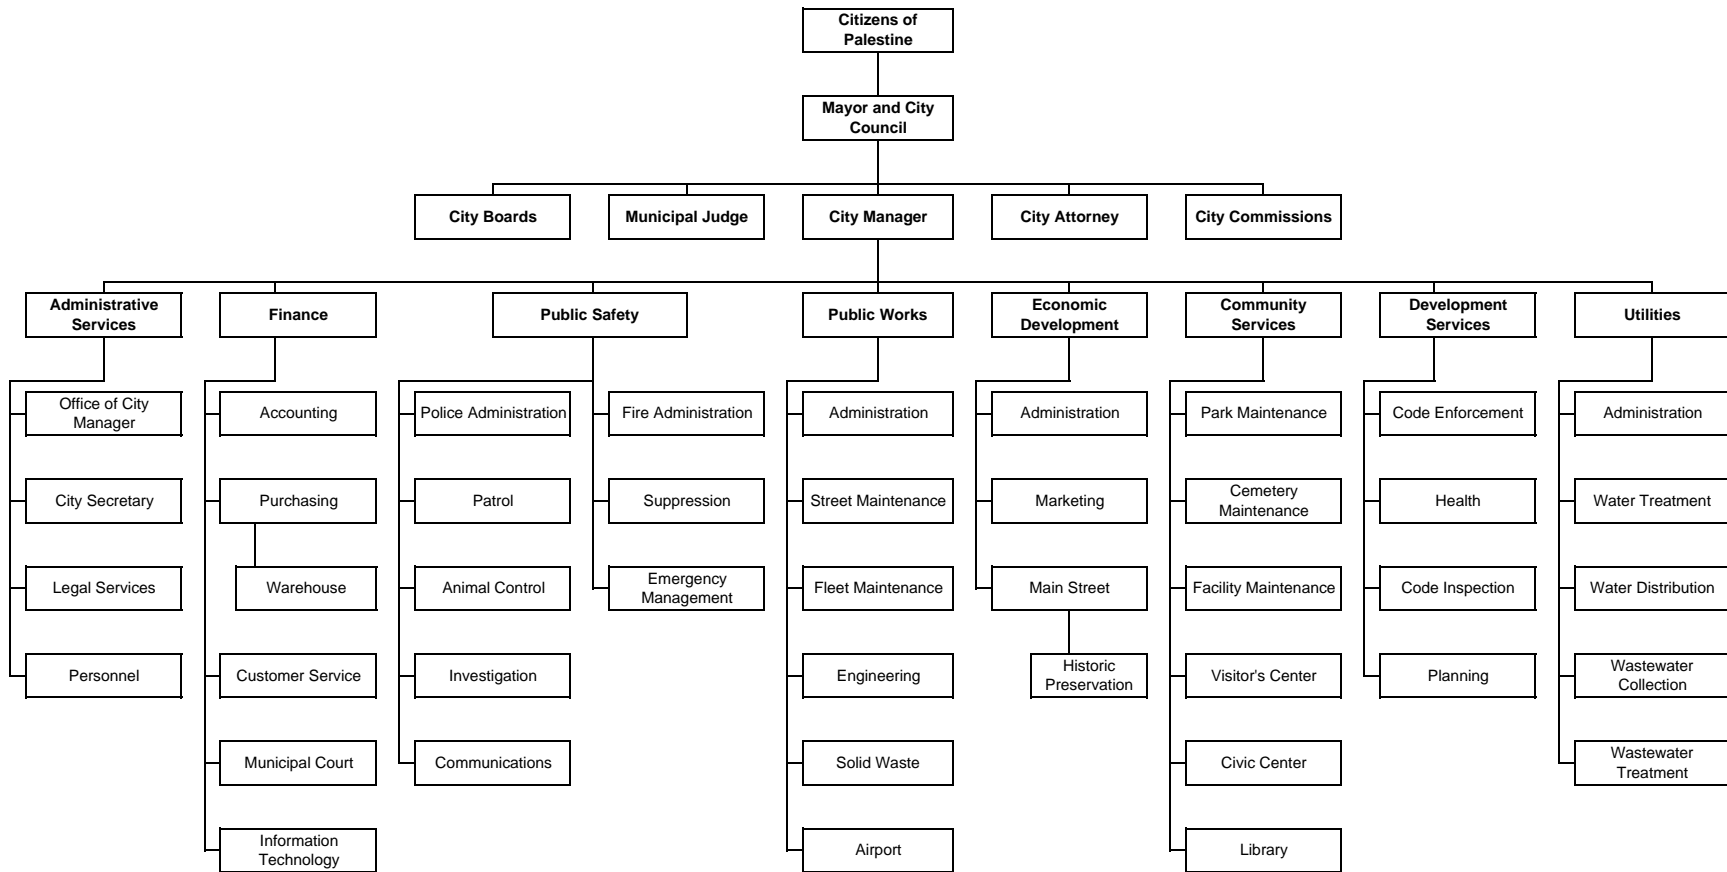 Citizens of
Palestine
Mayor and City
Council
City Boards
Municipal Judge
City Manager
City Attorney
City Commissions
Administrative
Services
Finance
Public Safety
Public Works
Economic
Development
Community
Services
Development
Services
Utilities
Office of City
Manager
Accounting
Police Administration
Fire Administration
Administration
Administration
Park Maintenance
Code Enforcement
Administration
City Secretary
Purchasing
Patrol
Suppression
Street Maintenance
Marketing
Cemetery
Maintenance
Health
Water Treatment
Legal Services
Warehouse
Animal Control
Emergency
Management
Fleet Maintenance
Main Street
Facility Maintenance
Code Inspection
Water Distribution
Personnel
Customer Service
Investigation
Engineering
Historic
Preservation
Visitor's Center
Planning
Wastewater
Collection
Municipal Court
Communications
Solid Waste
Civic Center
Wastewater
Treatment
Information
Technology
Airport
Library